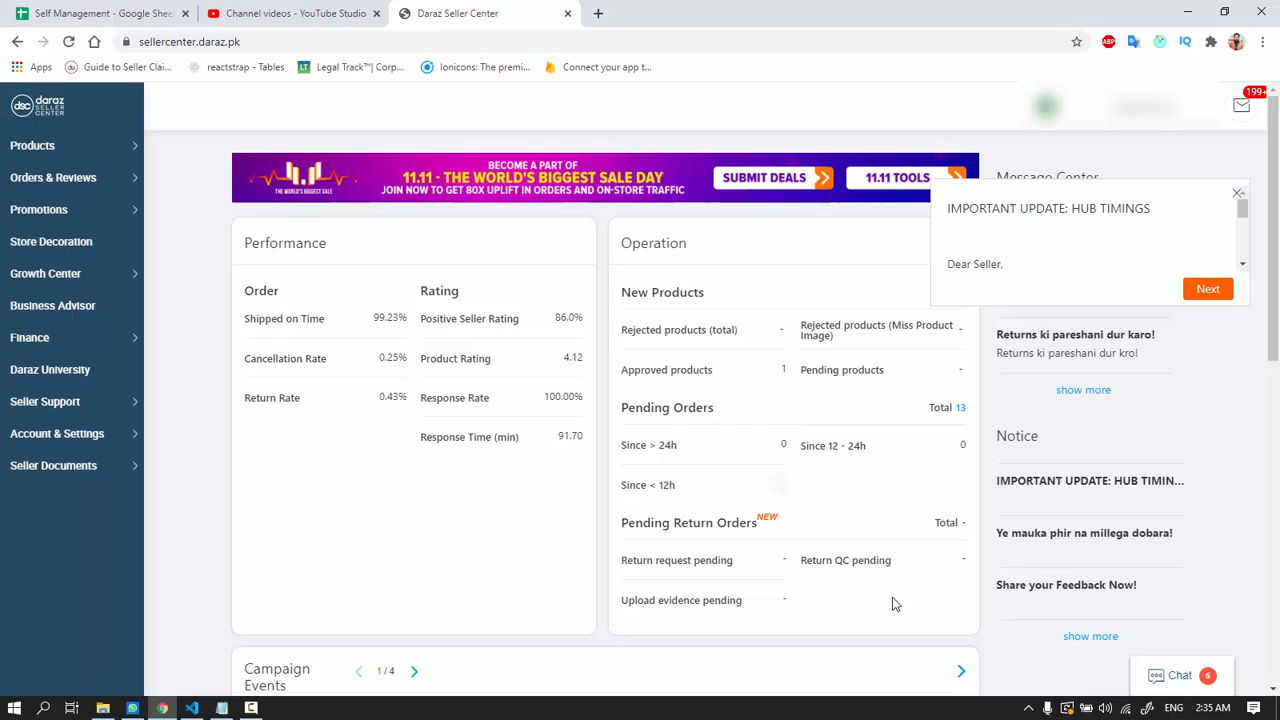 Self Management - Google Shee
Channel videos - YouTube Studio
Daraz Seller Center
sellercenter.daraz.pk
ABP
IQ
Apps
Guide to Seller Clai...
reactstrap - Tables
LT
Legal Track™| Corp...
Ionicons: The premi...
Connect your app t...
dsc
daraz
SELLER
CENTER
199+
Products
Orders & Reviews
Promotions
Store Decoration
Growth Center
Business Advisor
Finance
Daraz University
Seller Support
Account & Settings
Seller Documents
11.11
THE WORLD'S BIGGEST SALE
BECOME A PART OF
11.11 - THE WORLD'S BIGGEST SALE DAY
JOIN NOW TO GET 80X UPLIFT IN ORDERS AND ON-STORE TRAFFIC
SUBMIT DEALS
11.11 TOOLS
Performance
Order
Shipped on Time 99.23%
Cancellation Rate 0.25%
Return Rate 0.43%
Rating
Positive Seller Rating 86.0%
Product Rating 4.12
Response Rate 100.00%
Response Time (min) 91.70
Operation
New Products
Rejected products (total) -
Rejected products (Miss Product
Image) -
Approved products 1
Pending products -
Pending Orders Total 13
Since > 24h 0
Since 12 - 24h 0
Since < 12h
Pending Return Orders NEW Total -
Return request pending -
Return QC pending -
Upload evidence pending -
Campaign
Events
1 / 4
Message Center
IMPORTANT UPDATE: HUB TIMINGS
Dear Seller,
Next
Returns ki pareshani dur karo!
Returns ki pareshani dur kro!
show more
Notice
IMPORTANT UPDATE: HUB TIMIN...
Ye mauka phir na millega dobara!
Share your Feedback Now!
show more
Chat 5
ENG
2:35 AM